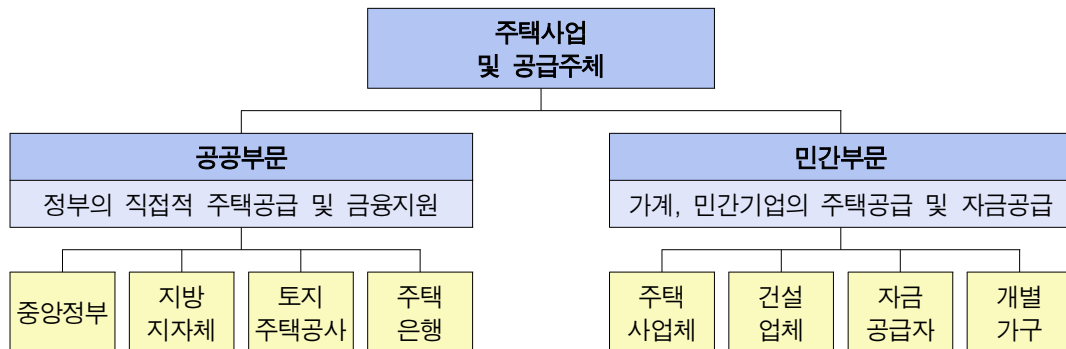 주택사업
및 공급주체
공공부문
정부의 직접적 주택공급 및 금융지원
중앙정부
지방
지자체
토지
주택공사
주택
은행
민간부문
가계, 민간기업의 주택공급 및 자금공급
주택
사업체
건설
업체
자금
공급자
개별
가구